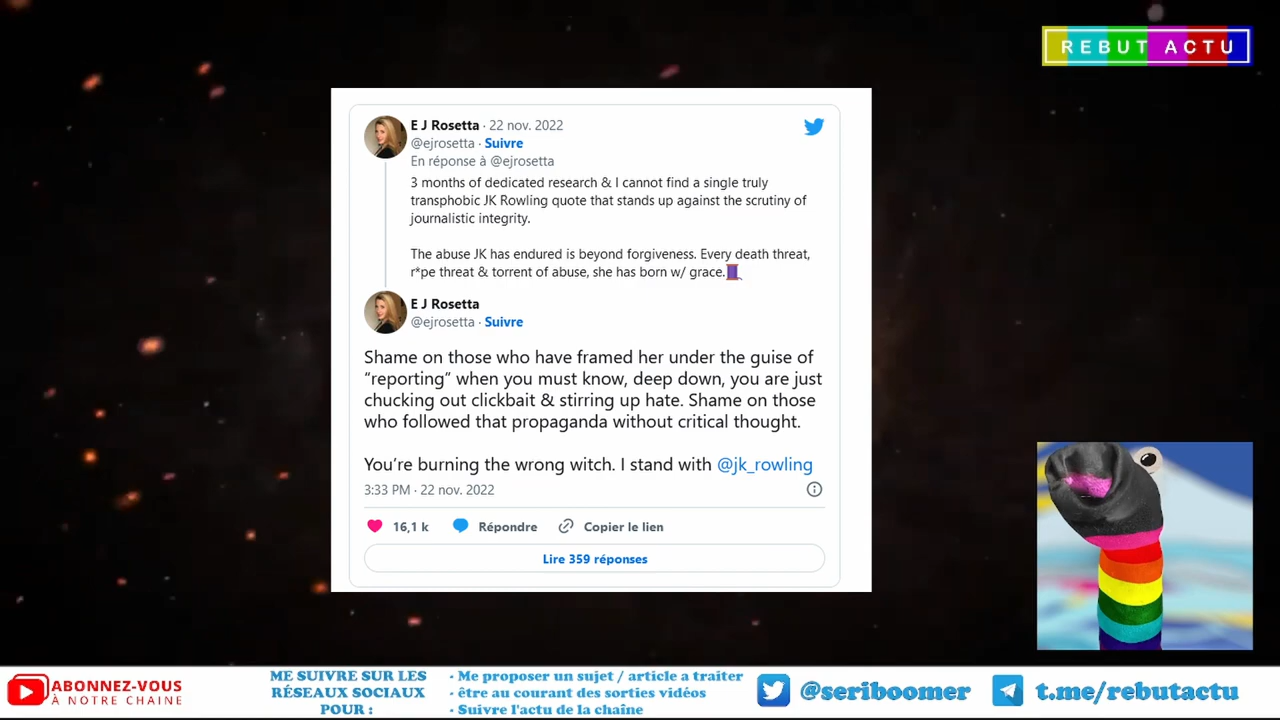 REBUT ACTU
E J Rosetta · 22 nov. 2022
@ejrosetta · Suivre
En réponse à @ejrosetta
3 months of dedicated research & I cannot find a single truly
transphobic JK Rowling quote that stands up against the scrutiny of
journalistic integrity.
The abuse JK has endured is beyond forgiveness. Every death threat,
r*pe threat & torrent of abuse, she has born w/ grace.🧵
E J Rosetta
@ejrosetta · Suivre
Shame on those who have framed her under the guise of
“reporting” when you must know, deep down, you are just
chucking out clickbait & stirring up hate. Shame on those
who followed that propaganda without critical thought.
You’re burning the wrong witch. I stand with @jk_rowling
3:33 PM · 22 nov. 2022
16,1 k Répondre Copier le lien
Lire 359 réponses
ABONNEZ-VOUS
À NOTRE CHAINE
ME SUIVRE SUR LES
RÉSEAUX SOCIAUX
POUR :
- Me proposer un sujet / article a traiter
- être au courant des sorties vidéos
- Suivre l'actu de la chaîne
@seriboomer
t.me/rebutactu